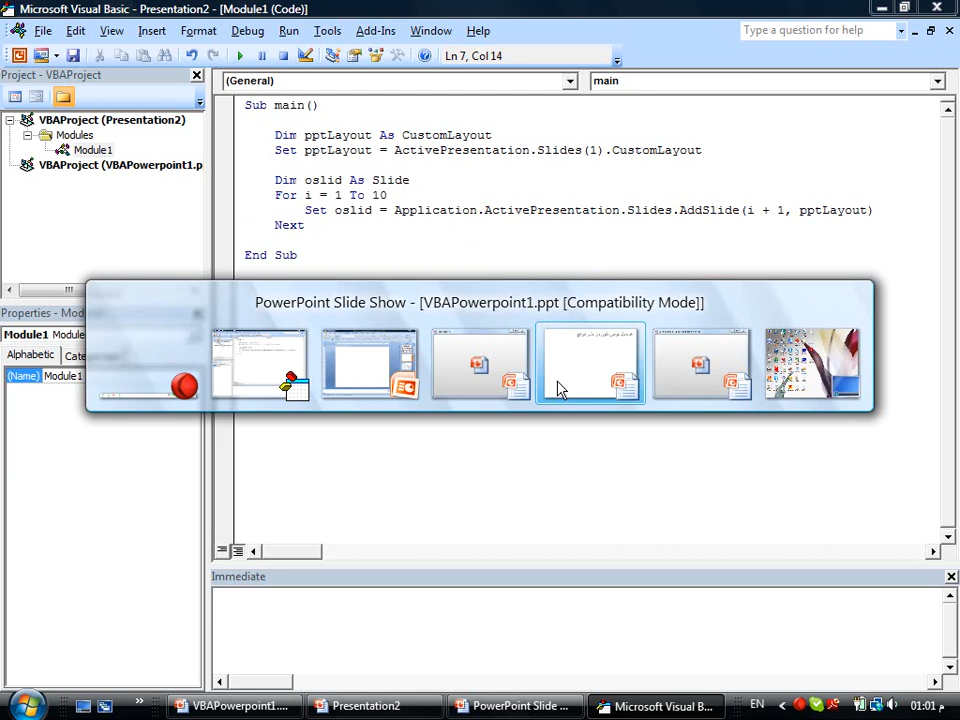 Microsoft Visual Basic - Presentation2 - [Module1 (Code)]
File Edit View Insert Format Debug Run Tools Add-Ins Window Help
Type a question for help
Ln 7, Col 14
Project - VBAProject
(General)
main
VBAProject (Presentation2)
Modules
Module1
VBAProject (VBAPowerpoint1.p
Sub main()
Dim pptLayout As CustomLayout
Set pptLayout = ActivePresentation.Slides(1).CustomLayout
Dim oslid As Slide
For i = 1 To 10
Set oslid = Application.ActivePresentation.Slides.AddSlide(i + 1, pptLayout)
Next
End Sub
PowerPoint Slide Show - [VBAPowerpoint1.ppt [Compatibility Mode]]
Properties - Mod
Module1 Module
Alphabetic Cate
(Name) Module1
Immediate
VBAPowerpoint1....
Presentation2
PowerPoint Slide ...
Microsoft Visual B...
EN
01:01 م